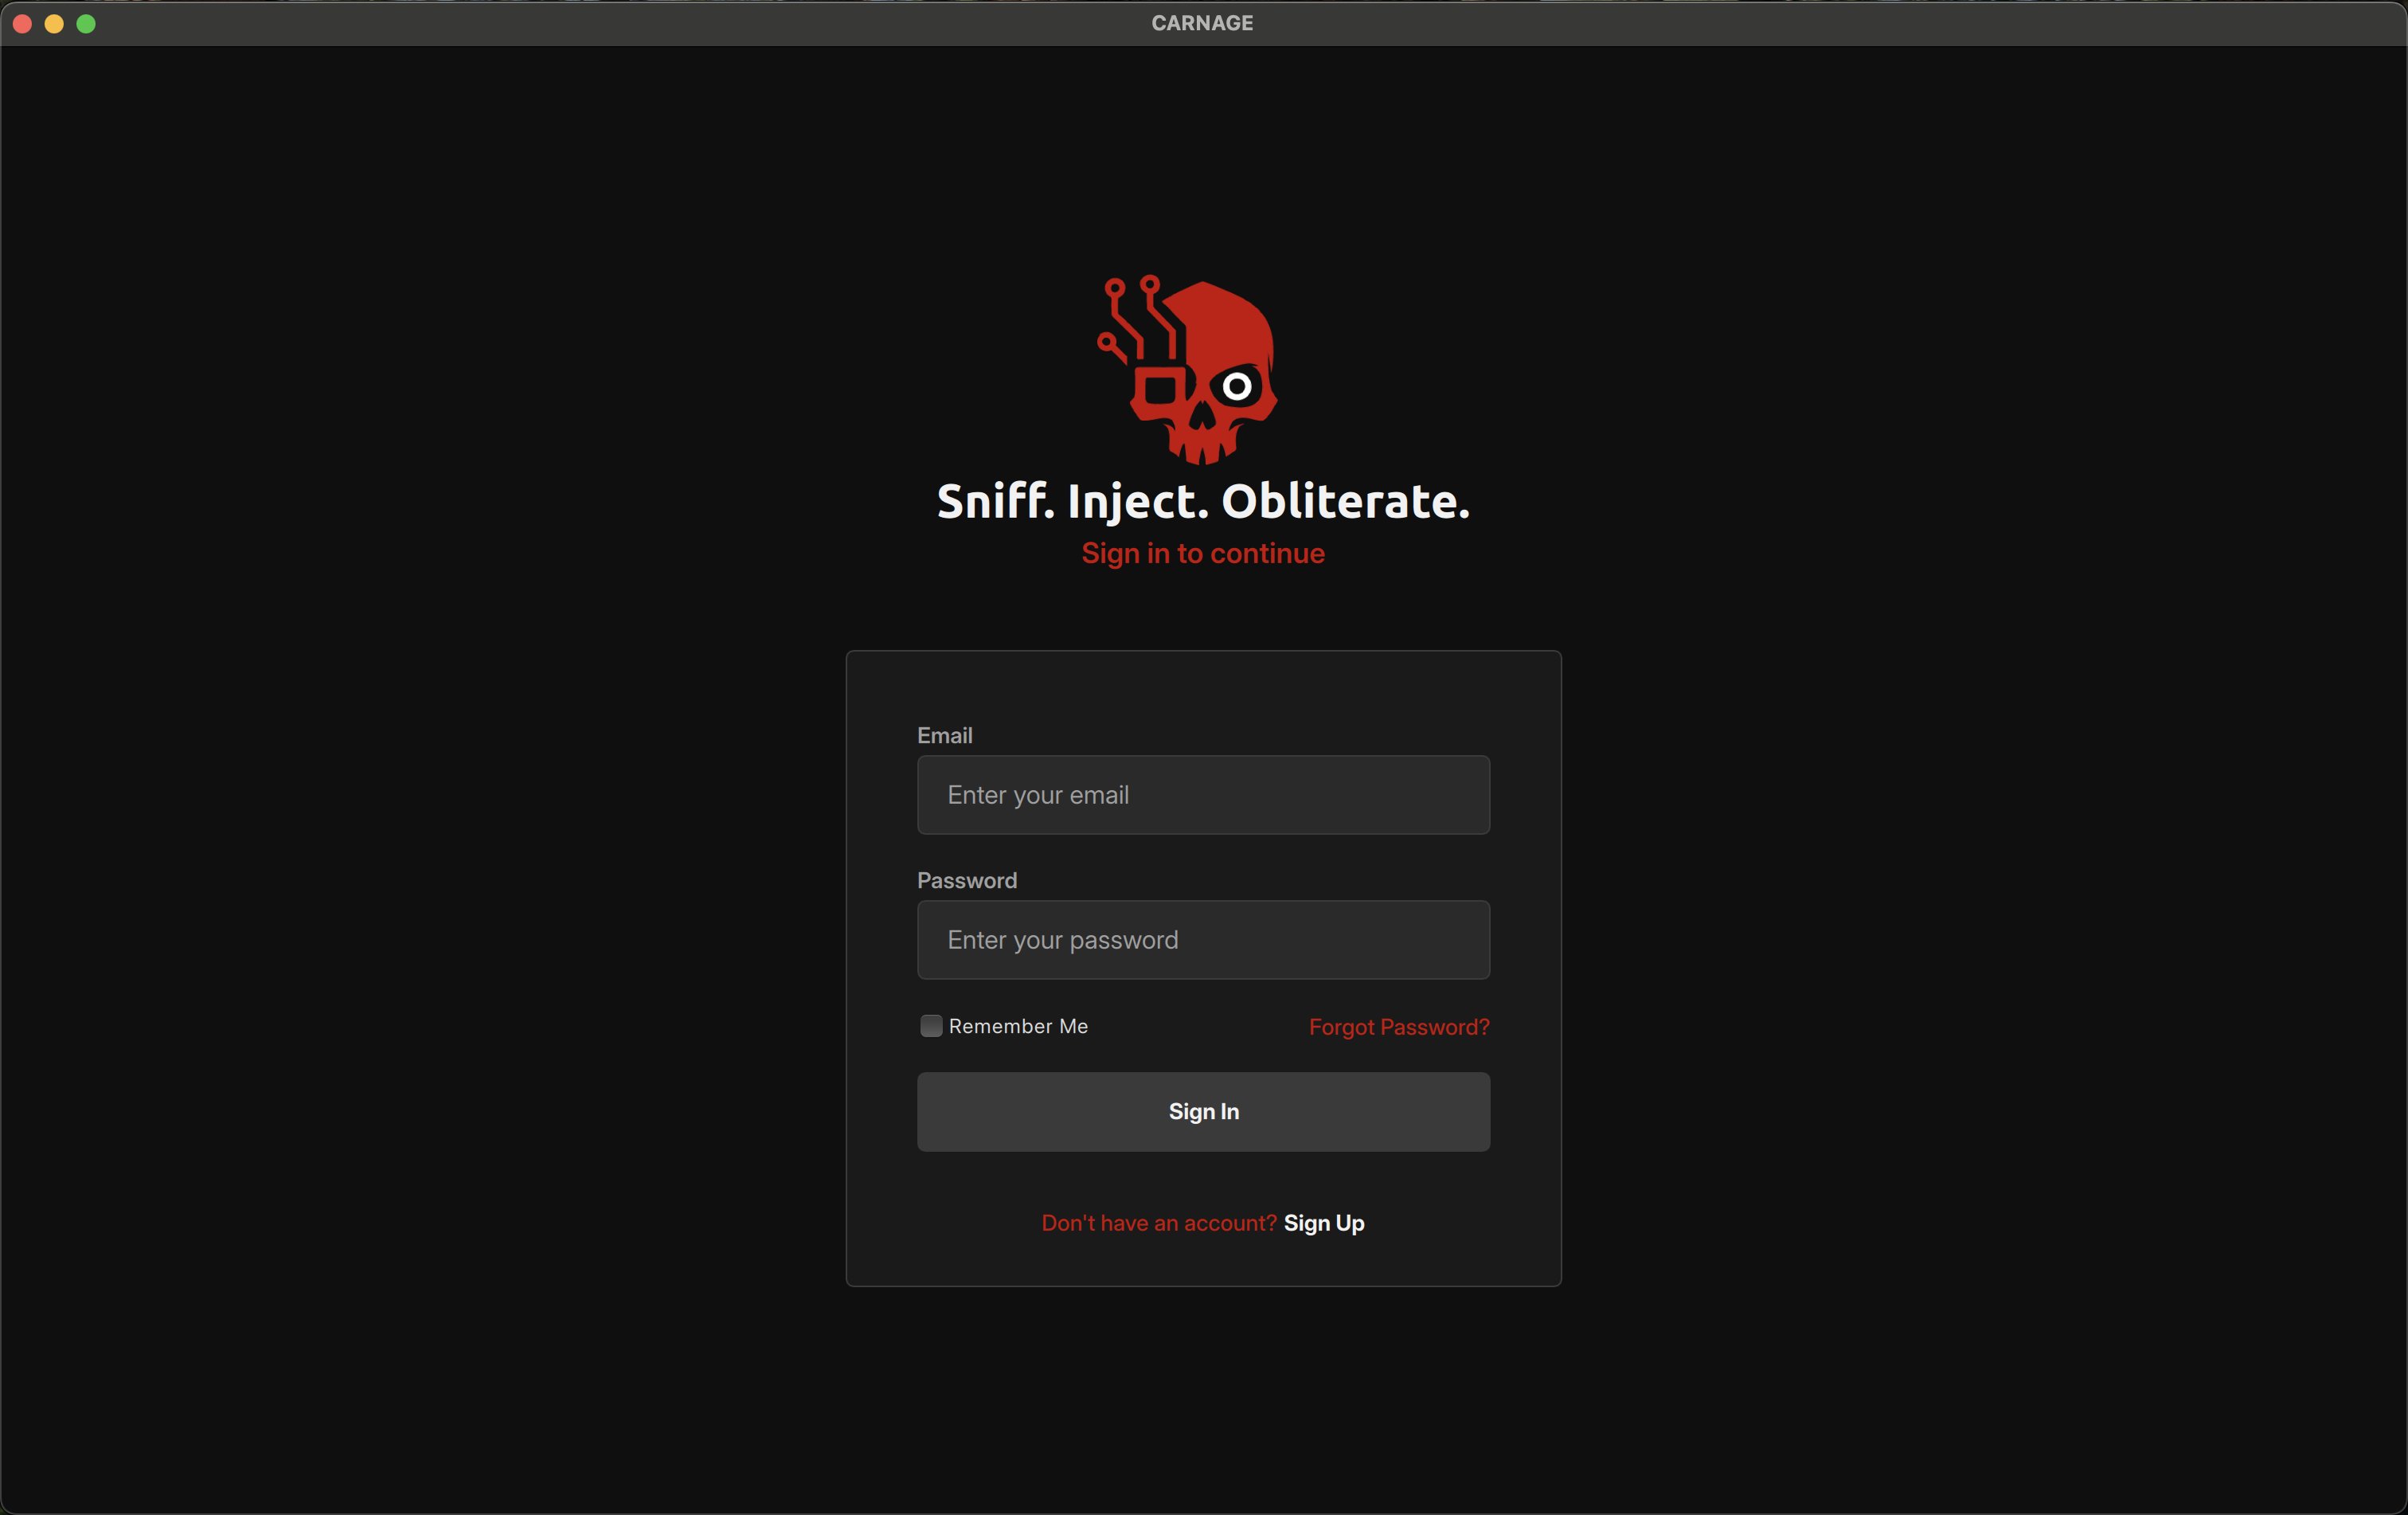 CARNAGE
Sniff. Inject. Obliterate.
Sign in to continue
Email
Enter your email
Password
Enter your password
Remember Me
Forgot Password?
Sign In
Don't have an account? Sign Up